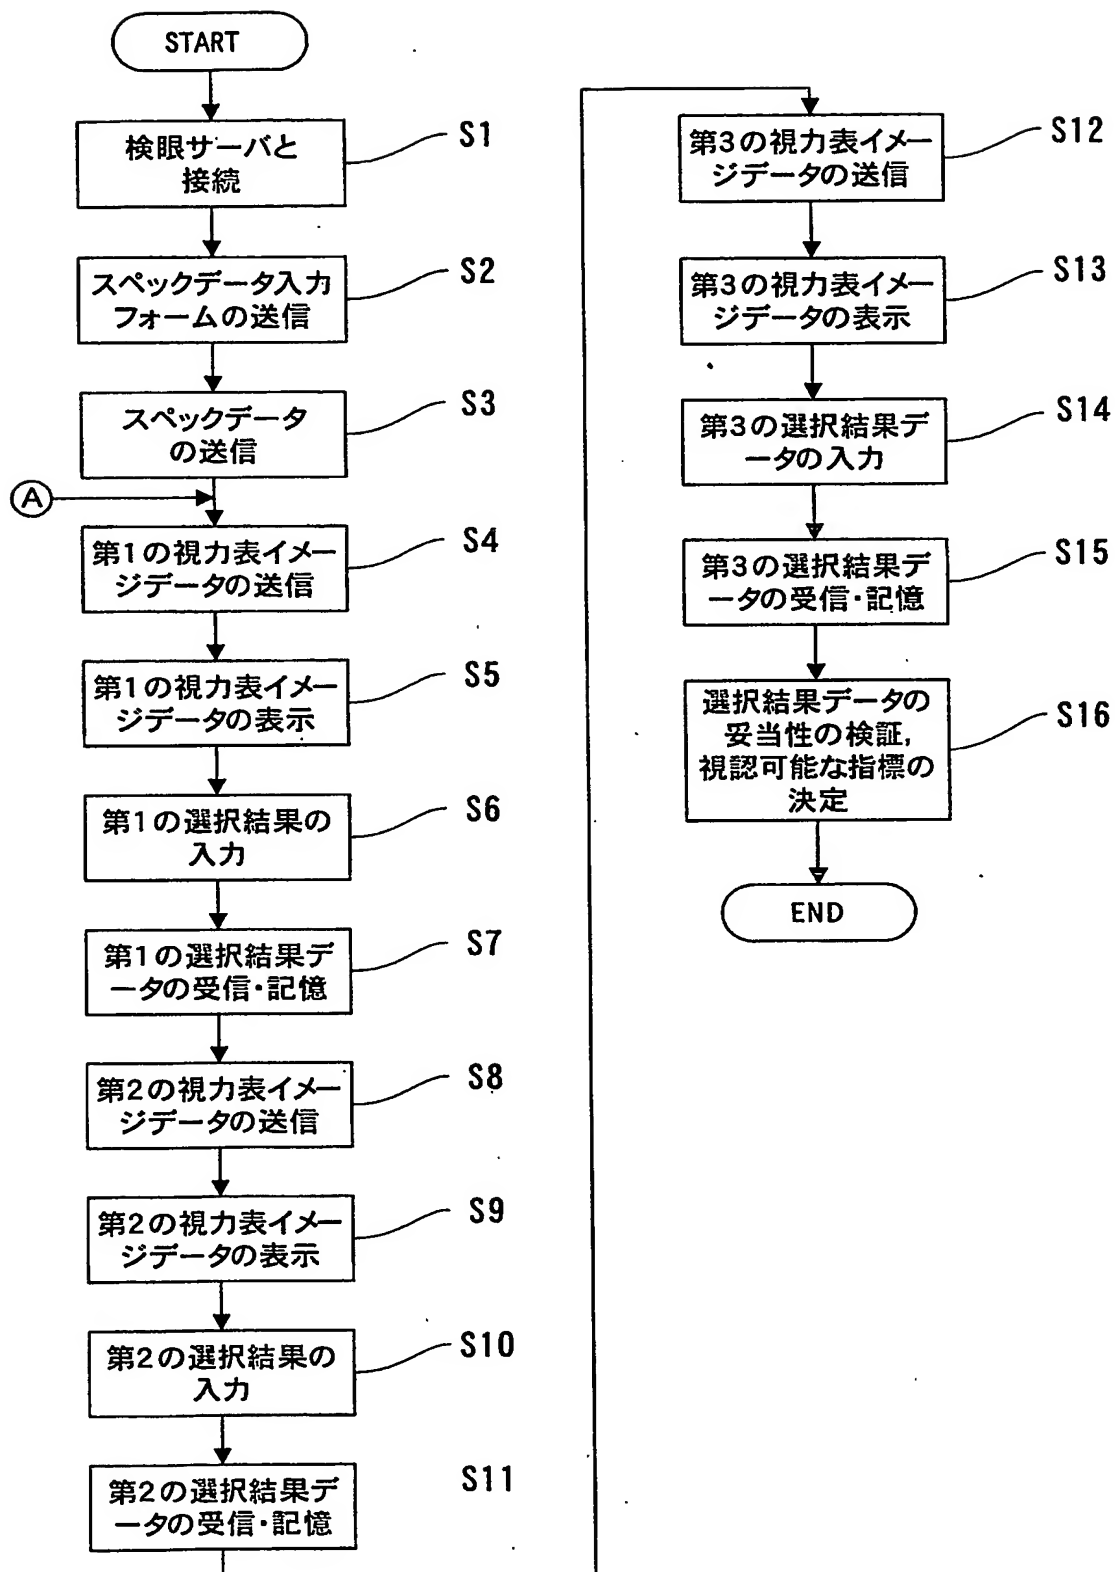 START
検眼サーバと
接続
S1
スペックデータ入力
フォームの送信
S2
スペックデータ
の送信
S3
A
第1の視力表イメー
ジデータの送信
S4
第1の視力表イメー
ジデータの表示
S5
第1の選択結果の
入力
S6
第1の選択結果デ
ータの受信・記憶
S7
第2の視力表イメー
ジデータの送信
S8
第2の視力表イメー
ジデータの表示
S9
第2の選択結果の
入力
S10
第2の選択結果デ
ータの受信・記憶
S11
第3の視力表イメー
ジデータの送信
S12
第3の視力表イメー
ジデータの表示
S13
第3の選択結果デ
ータの入力
S14
第3の選択結果デ
ータの受信・記憶
S15
選択結果データの
妥当性の検証,
視認可能な指標の
決定
S16
END